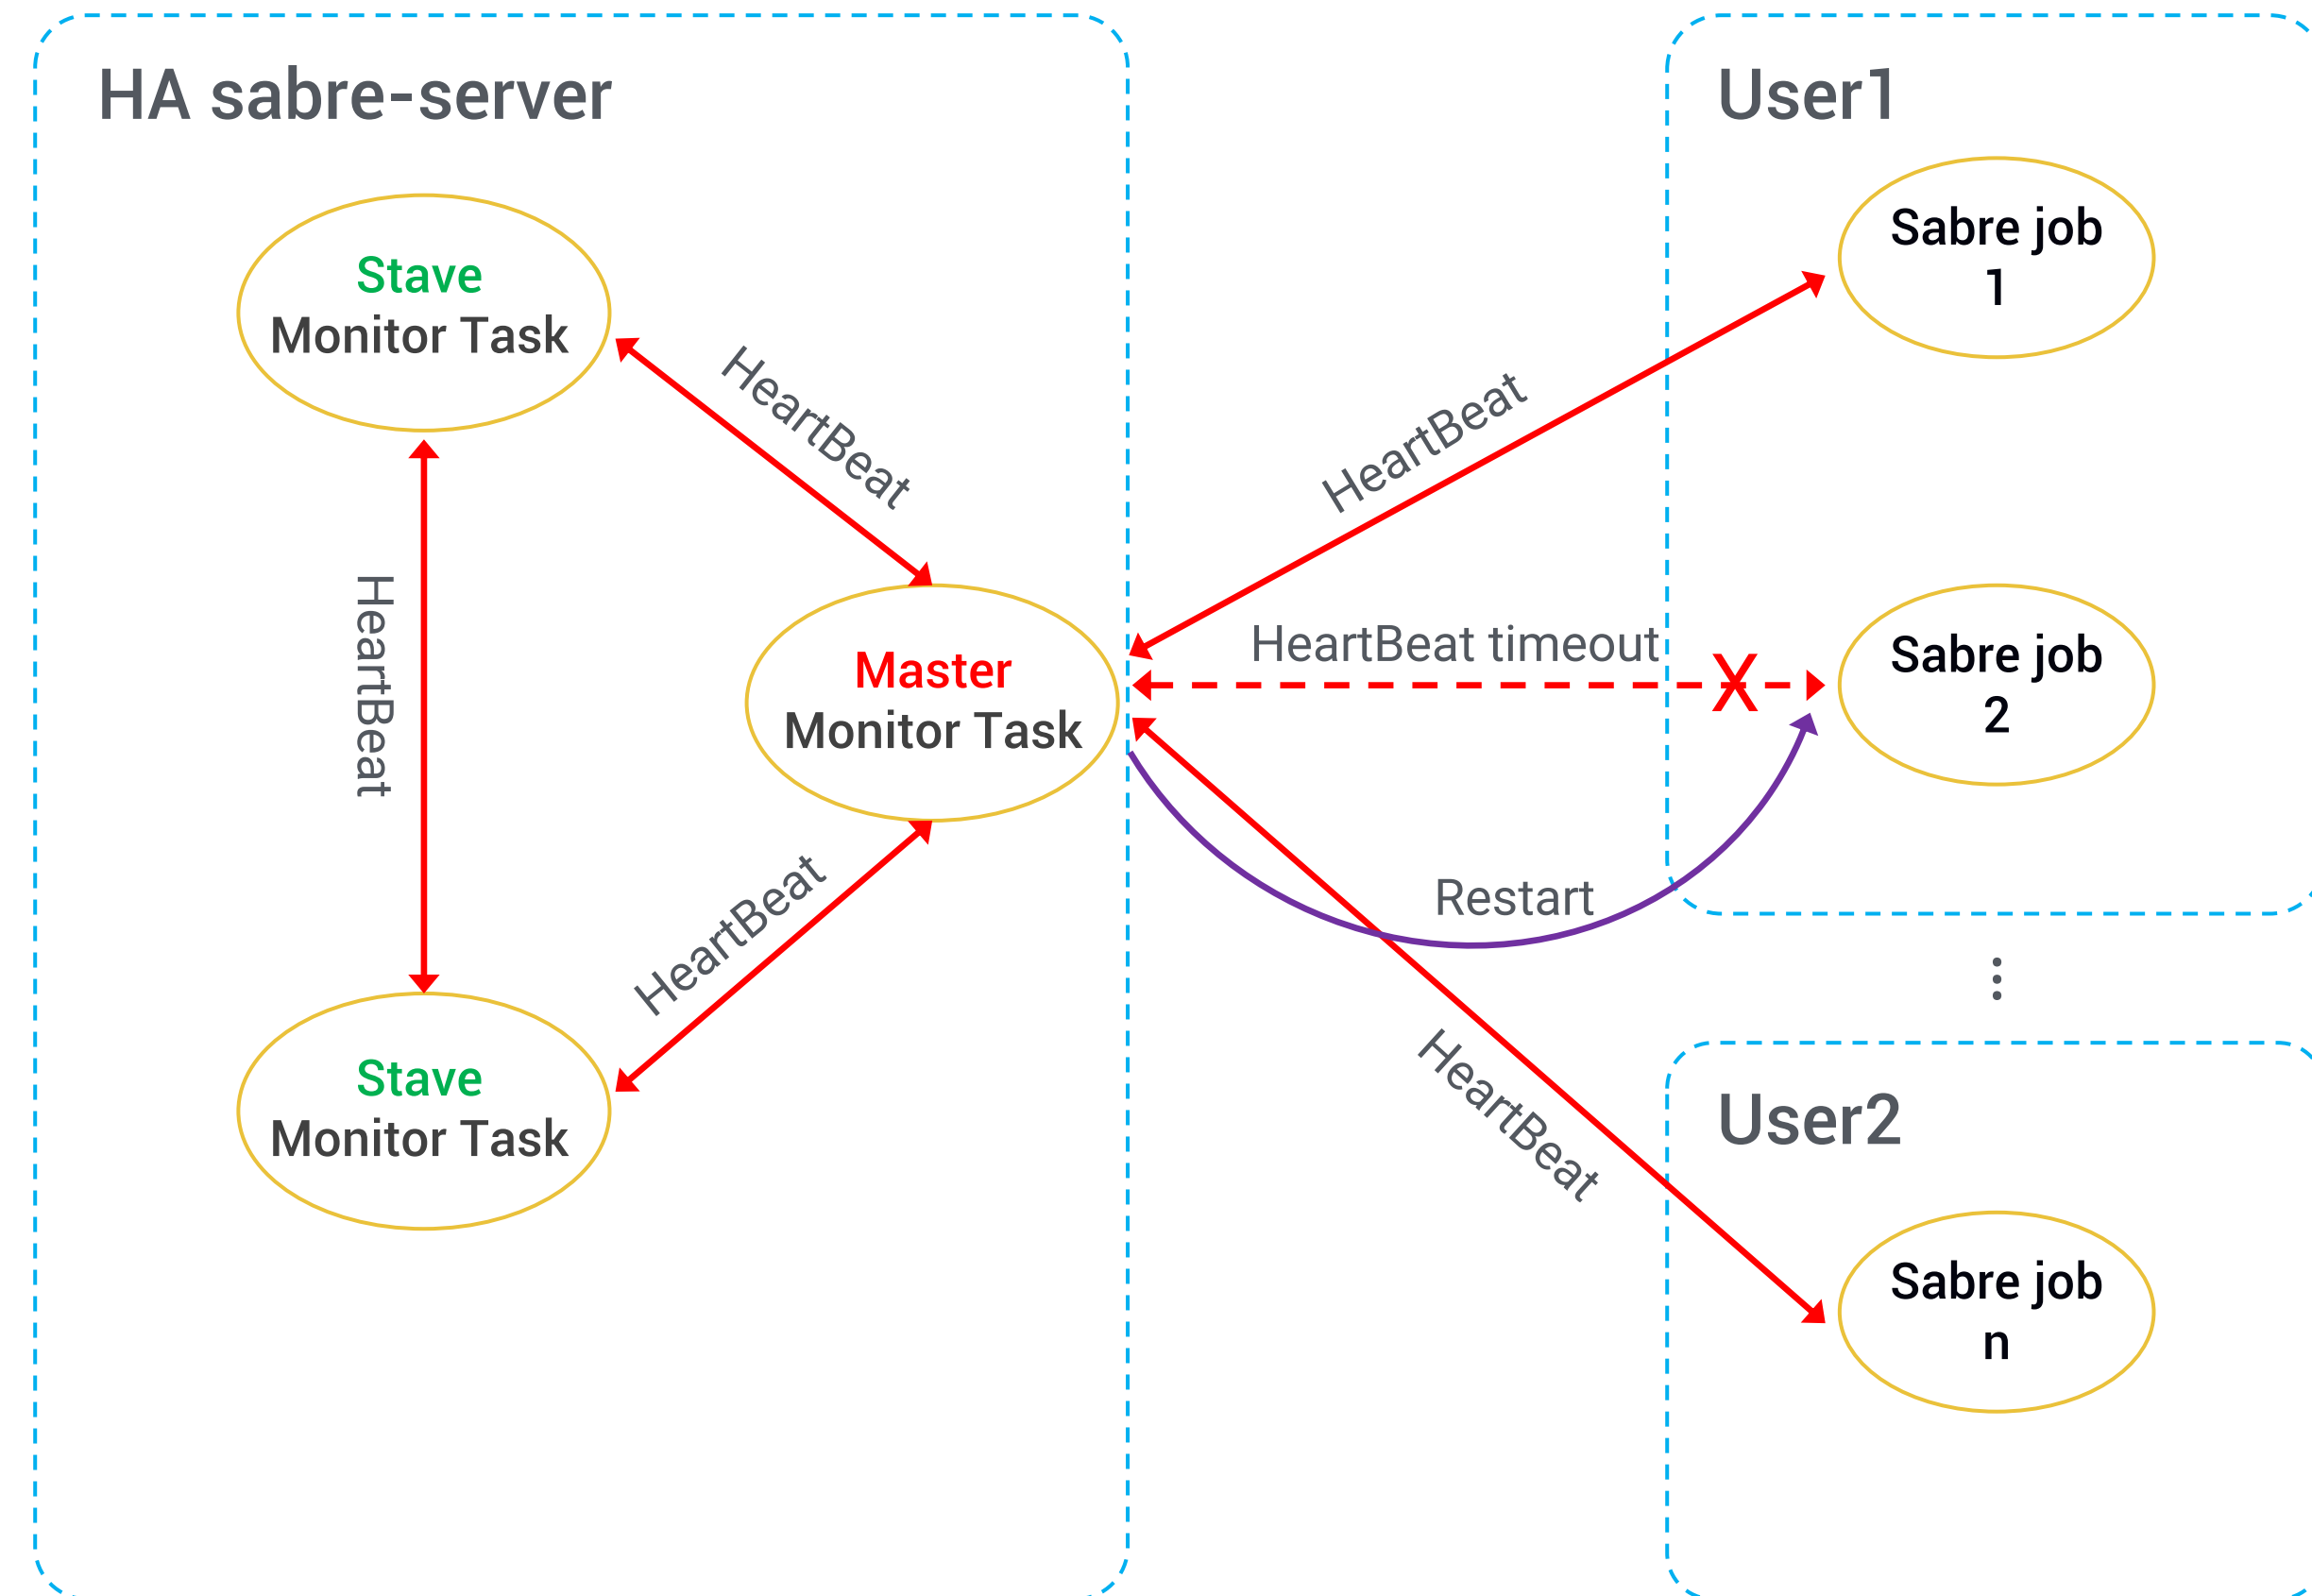 HA sabre-server
Stave
Monitor Task
HeartBeat
HeartBeat
Master
Monitor Task
HeartBeat
Stave
Monitor Task
HeartBeat
HeartBeat timeout
X
Restart
HeartBeat
User1
Sabre job
1
Sabre job
2
User2
Sabre job
n